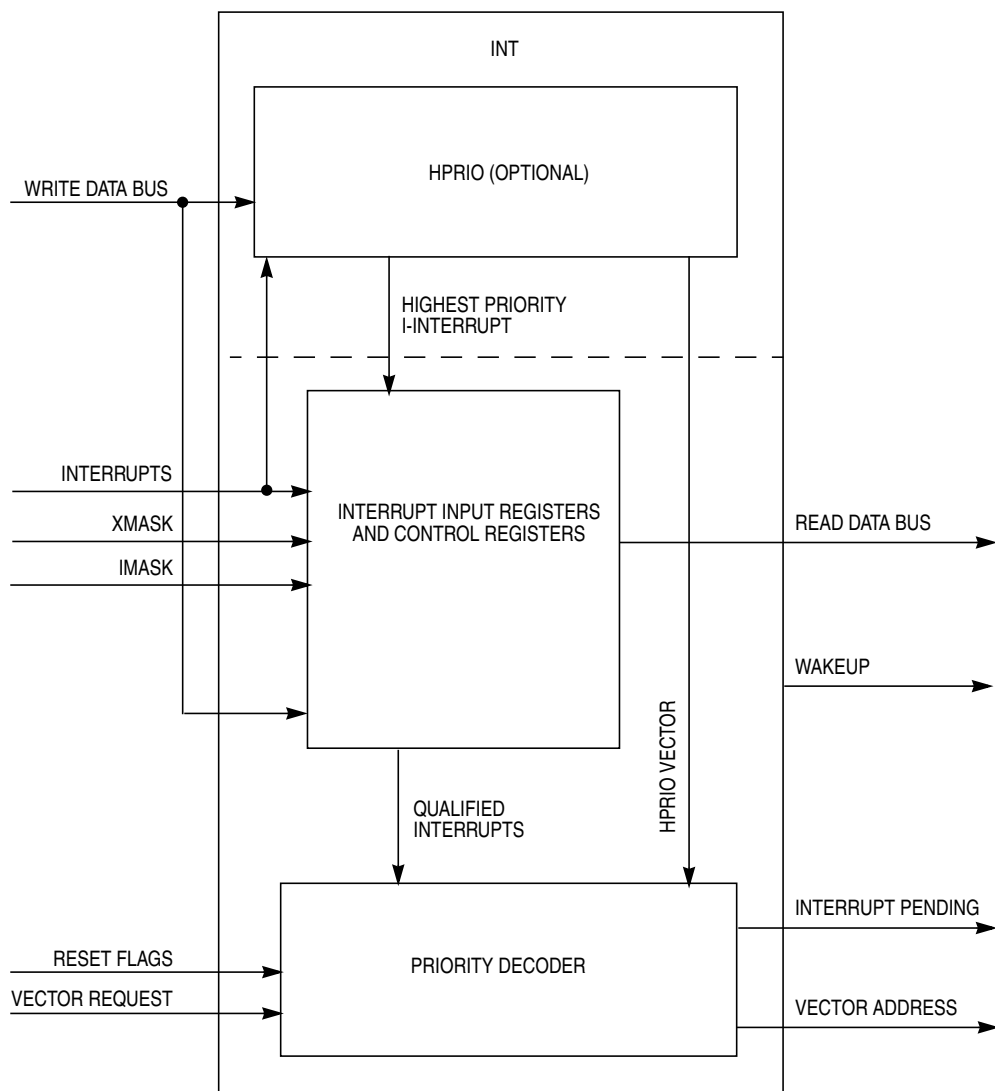 INT
HPRIO (OPTIONAL)
WRITE DATA BUS
HIGHEST PRIORITY
I-INTERRUPT
INTERRUPTS
XMASK
IMASK
INTERRUPT INPUT REGISTERS
AND CONTROL REGISTERS
READ DATA BUS
WAKEUP
HPRIO VECTOR
QUALIFIED
INTERRUPTS
INTERRUPT PENDING
RESET FLAGS
PRIORITY DECODER
VECTOR REQUEST
VECTOR ADDRESS